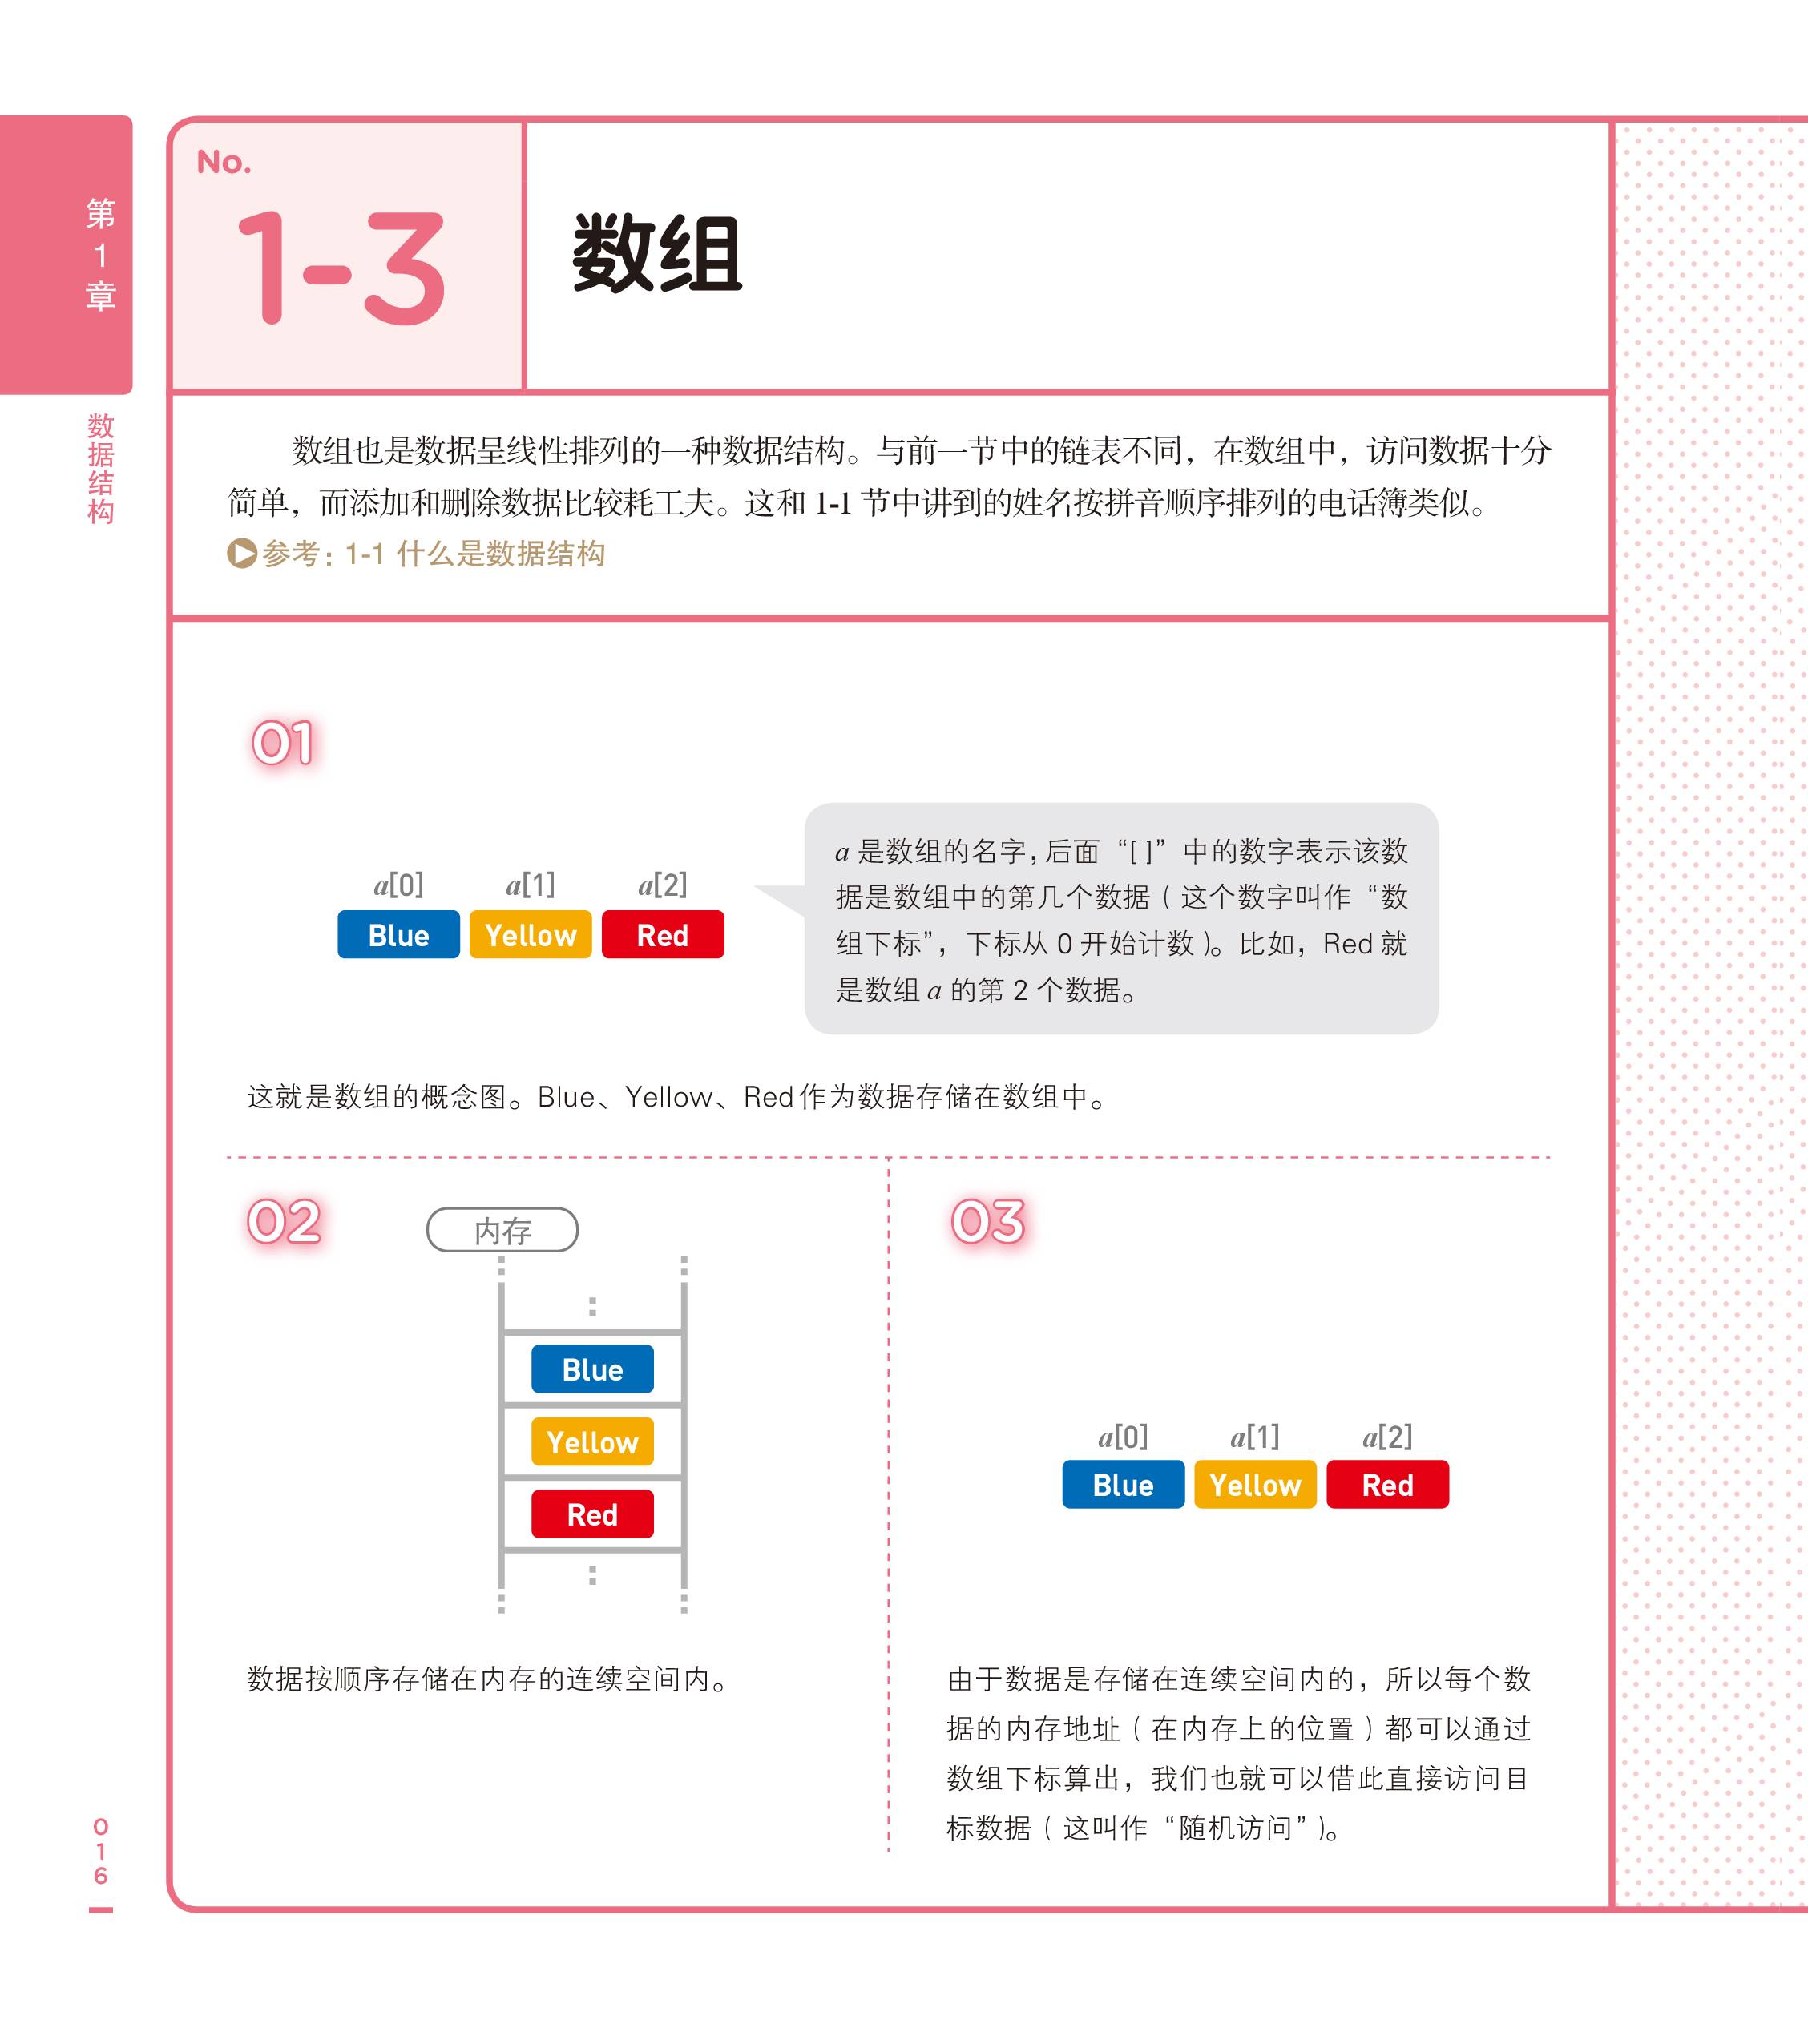 第1章
数据结构
No.
1-3
数组
数组也是数据呈线性排列的一种数据结构。与前一节中的链表不同，在数组中，访问数据十分
简单，而添加和删除数据比较耗工夫。这和 1-1 节中讲到的姓名按拼音顺序排列的电话簿类似。
参考：1-1 什么是数据结构
01
a[0] a[1] a[2]
Blue Yellow Red
a 是数组的名字，后面“[ ]”中的数字表示该数
据是数组中的第几个数据（这个数字叫作“数
组下标”，下标从 0 开始计数）。比如，Red 就
是数组 a 的第 2 个数据。
这就是数组的概念图。Blue、Yellow、Red作为数据存储在数组中。
02
内存
Blue
Yellow
Red
数据按顺序存储在内存的连续空间内。
03
a[0] a[1] a[2]
Blue Yellow Red
由于数据是存储在连续空间内的，所以每个数
据的内存地址（在内存上的位置）都可以通过
数组下标算出，我们也就可以借此直接访问目
标数据（这叫作“随机访问”）。
016